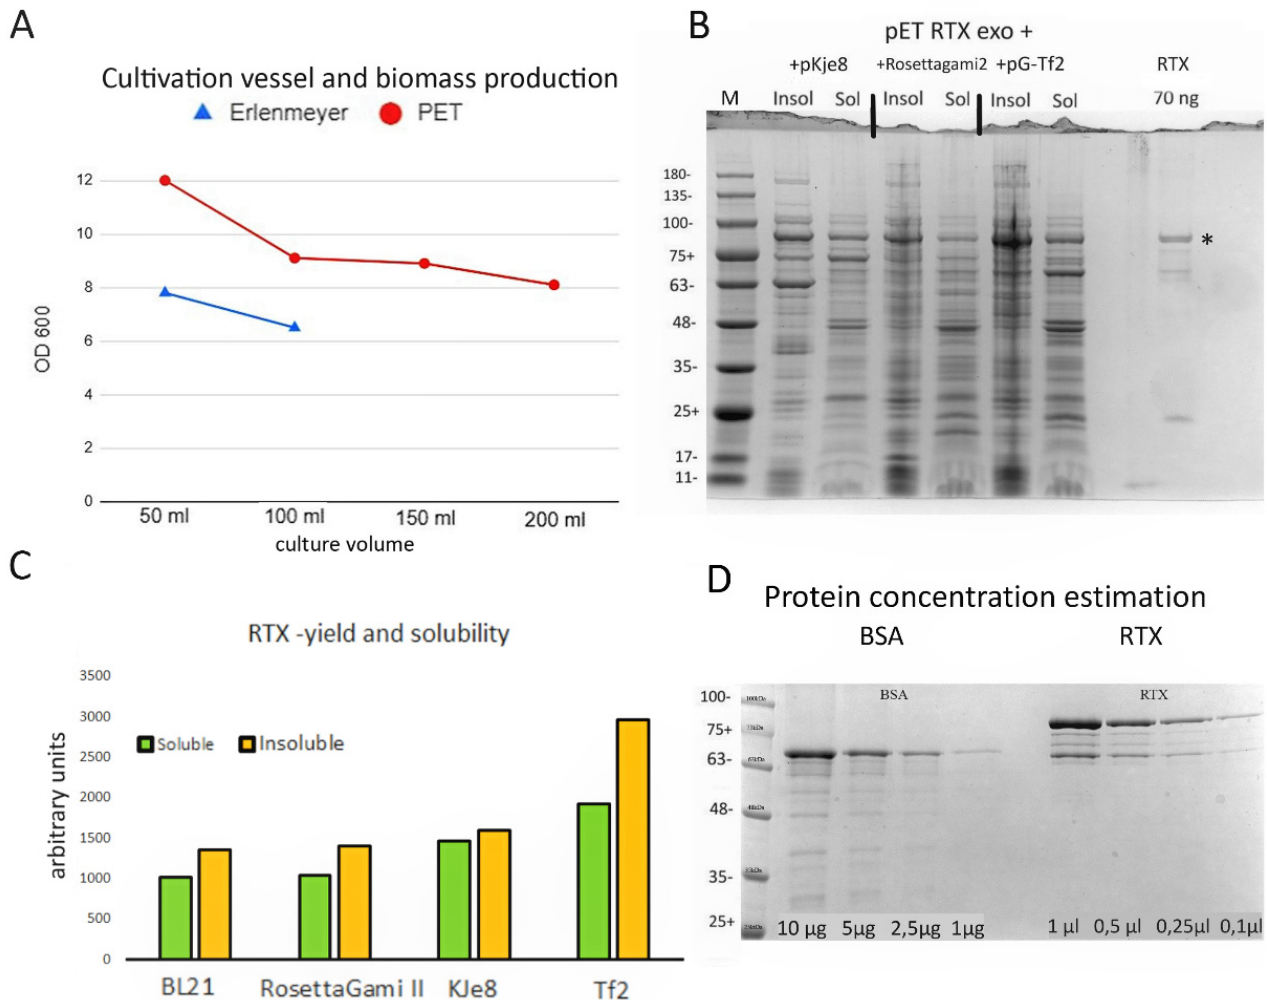 A
Cultivation vessel and biomass production
Erlenmeyer PET
12
10
8
6
4
2
0
OD 600
50 ml 100 ml 150 ml 200 ml
culture volume
B
pET RTX exo +
+pKje8 +Rosettagami2 +pG-Tf2 RTX
M Insol Sol Insol Sol Insol Sol 70 ng
180-
135-
100-
75+
63-
48-
35-
25+
17-
11-
*
C
RTX -yield and solubility
3500
3000
2500
2000
1500
1000
500
0
arbitrary units
Soluble Insoluble
BL21 RosettaGami II KJe8 Tf2
D
Protein concentration estimation
BSA RTX
BSA RTX
100-
75+
63-
48-
35-
25+
10 µg 5µg 2,5µg 1µg 1 µl 0,5 µl 0,25µl 0,1µl